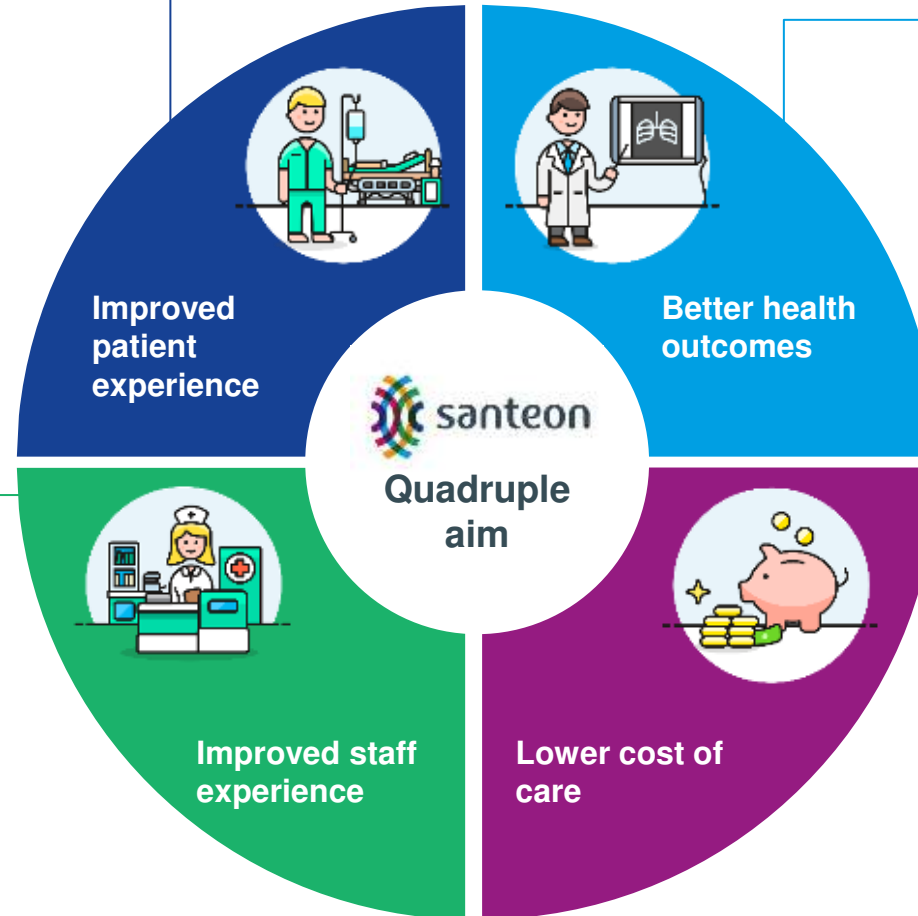 Improved
patient
experience
Better health
outcomes
santeon
Quadruple
aim
Improved staff
experience
Lower cost of
care